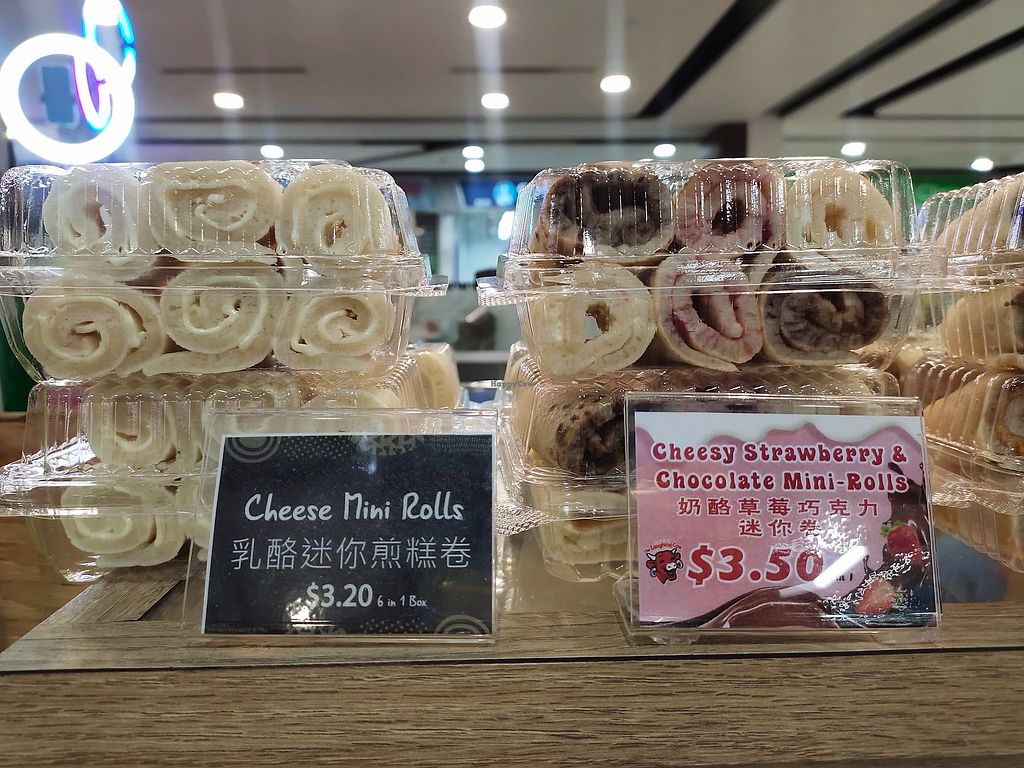 Cheese Mini Rolls
乳酪迷你煎糕卷
$3.20 6 in 1 Box
Cheesy Strawberry &
Chocolate Mini-Rolls
奶酪草莓巧克力
迷你卷
$3.50
HappyCow